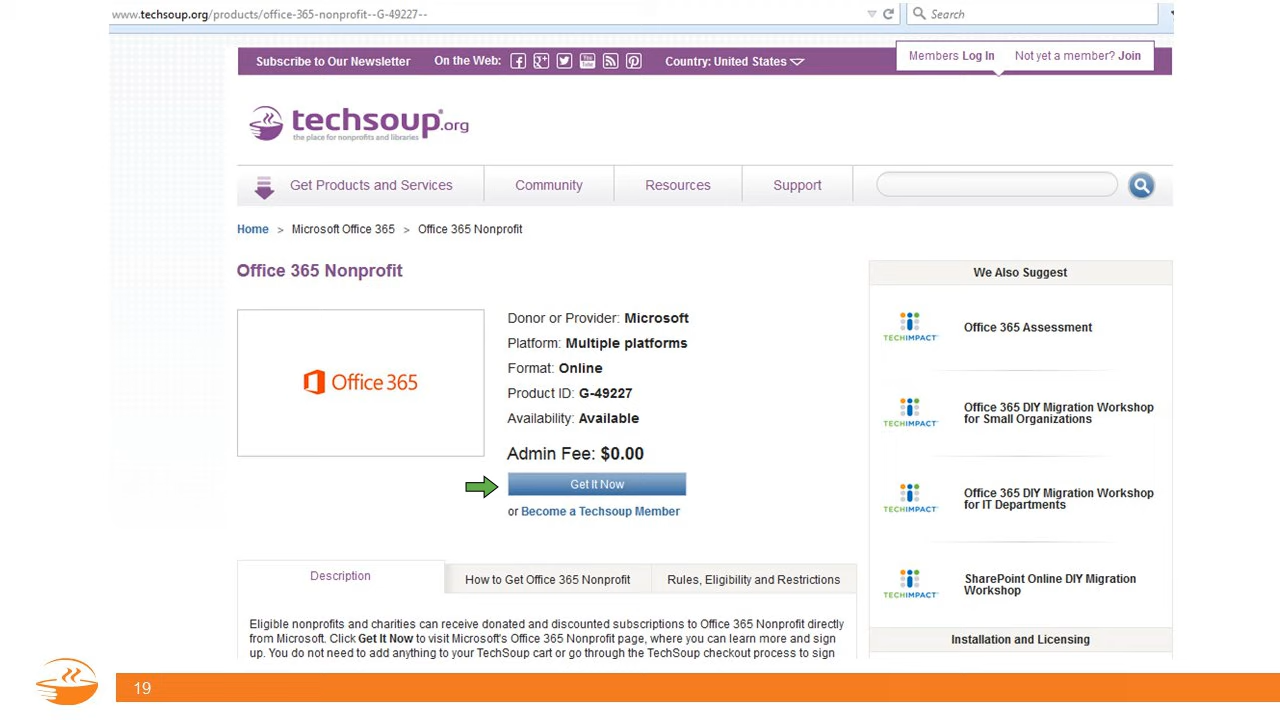 www.techsoup.org/products/office-365-nonprofit--G-49227--
Search
Subscribe to Our Newsletter On the Web: Country: United States
Members Log In Not yet a member? Join
techsoup.org
the place for nonprofits and libraries
Get Products and Services Community Resources Support
Home > Microsoft Office 365 > Office 365 Nonprofit
Office 365 Nonprofit
Office 365
Donor or Provider: Microsoft
Platform: Multiple platforms
Format: Online
Product ID: G-49227
Availability: Available
Admin Fee: $0.00
Get It Now
or Become a Techsoup Member
We Also Suggest
TECHIMPACT
Office 365 Assessment
TECHIMPACT
Office 365 DIY Migration Workshop
for Small Organizations
TECHIMPACT
Office 365 DIY Migration Workshop
for IT Departments
TECHIMPACT
SharePoint Online DIY Migration
Workshop
Installation and Licensing
Description How to Get Office 365 Nonprofit Rules, Eligibility and Restrictions
Eligible nonprofits and charities can receive donated and discounted subscriptions to Office 365 Nonprofit directly
from Microsoft. Click Get It Now to visit Microsoft's Office 365 Nonprofit page, where you can learn more and sign
up. You do not need to add anything to your TechSoup cart or go through the TechSoup checkout process to sign
19